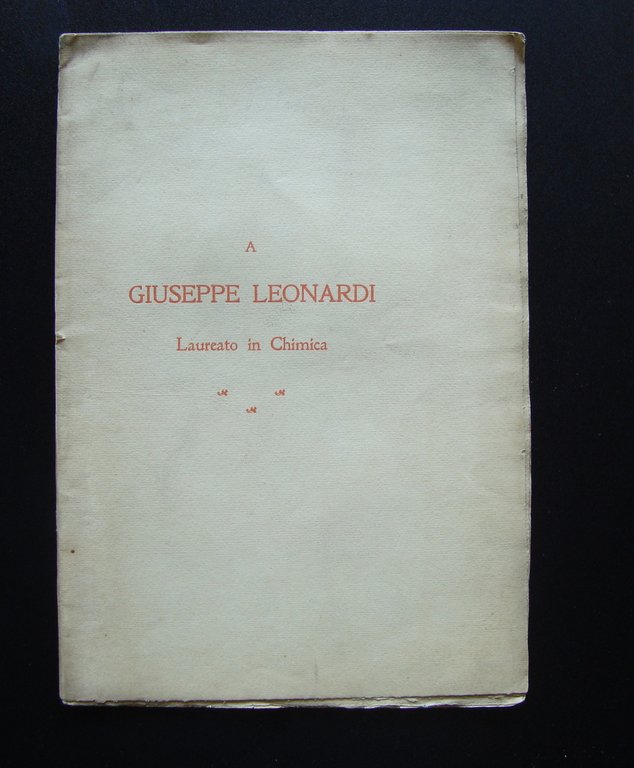 A
GIUSEPPE LEONARDI
Laureato in Chimica